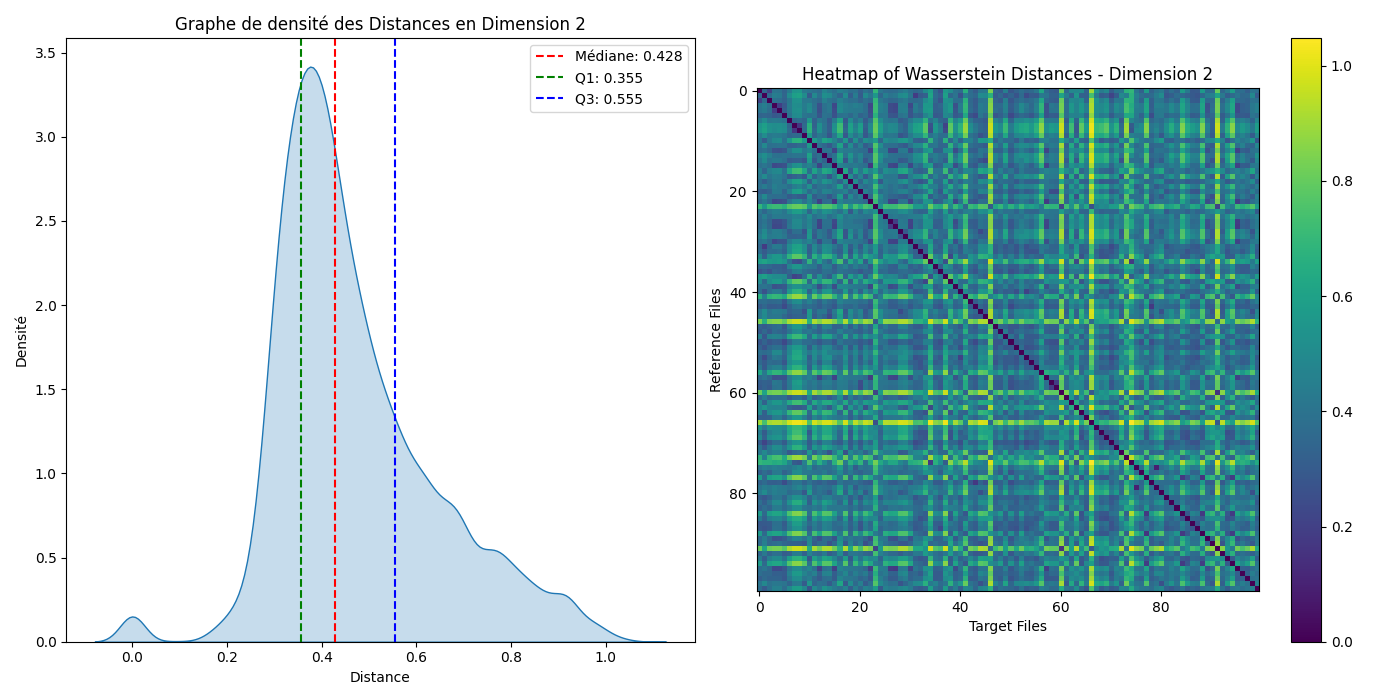 Graphe de densité des Distances en Dimension 2
3.5
3.0
2.5
2.0
1.5
1.0
0.5
0.0
Densité
0.0 0.2 0.4 0.6 0.8 1.0
Distance
Médiane: 0.428
Q1: 0.355
Q3: 0.555
Heatmap of Wasserstein Distances - Dimension 2
0
20
40
60
80
Reference Files
0 20 40 60 80
Target Files
1.0
0.8
0.6
0.4
0.2
0.0